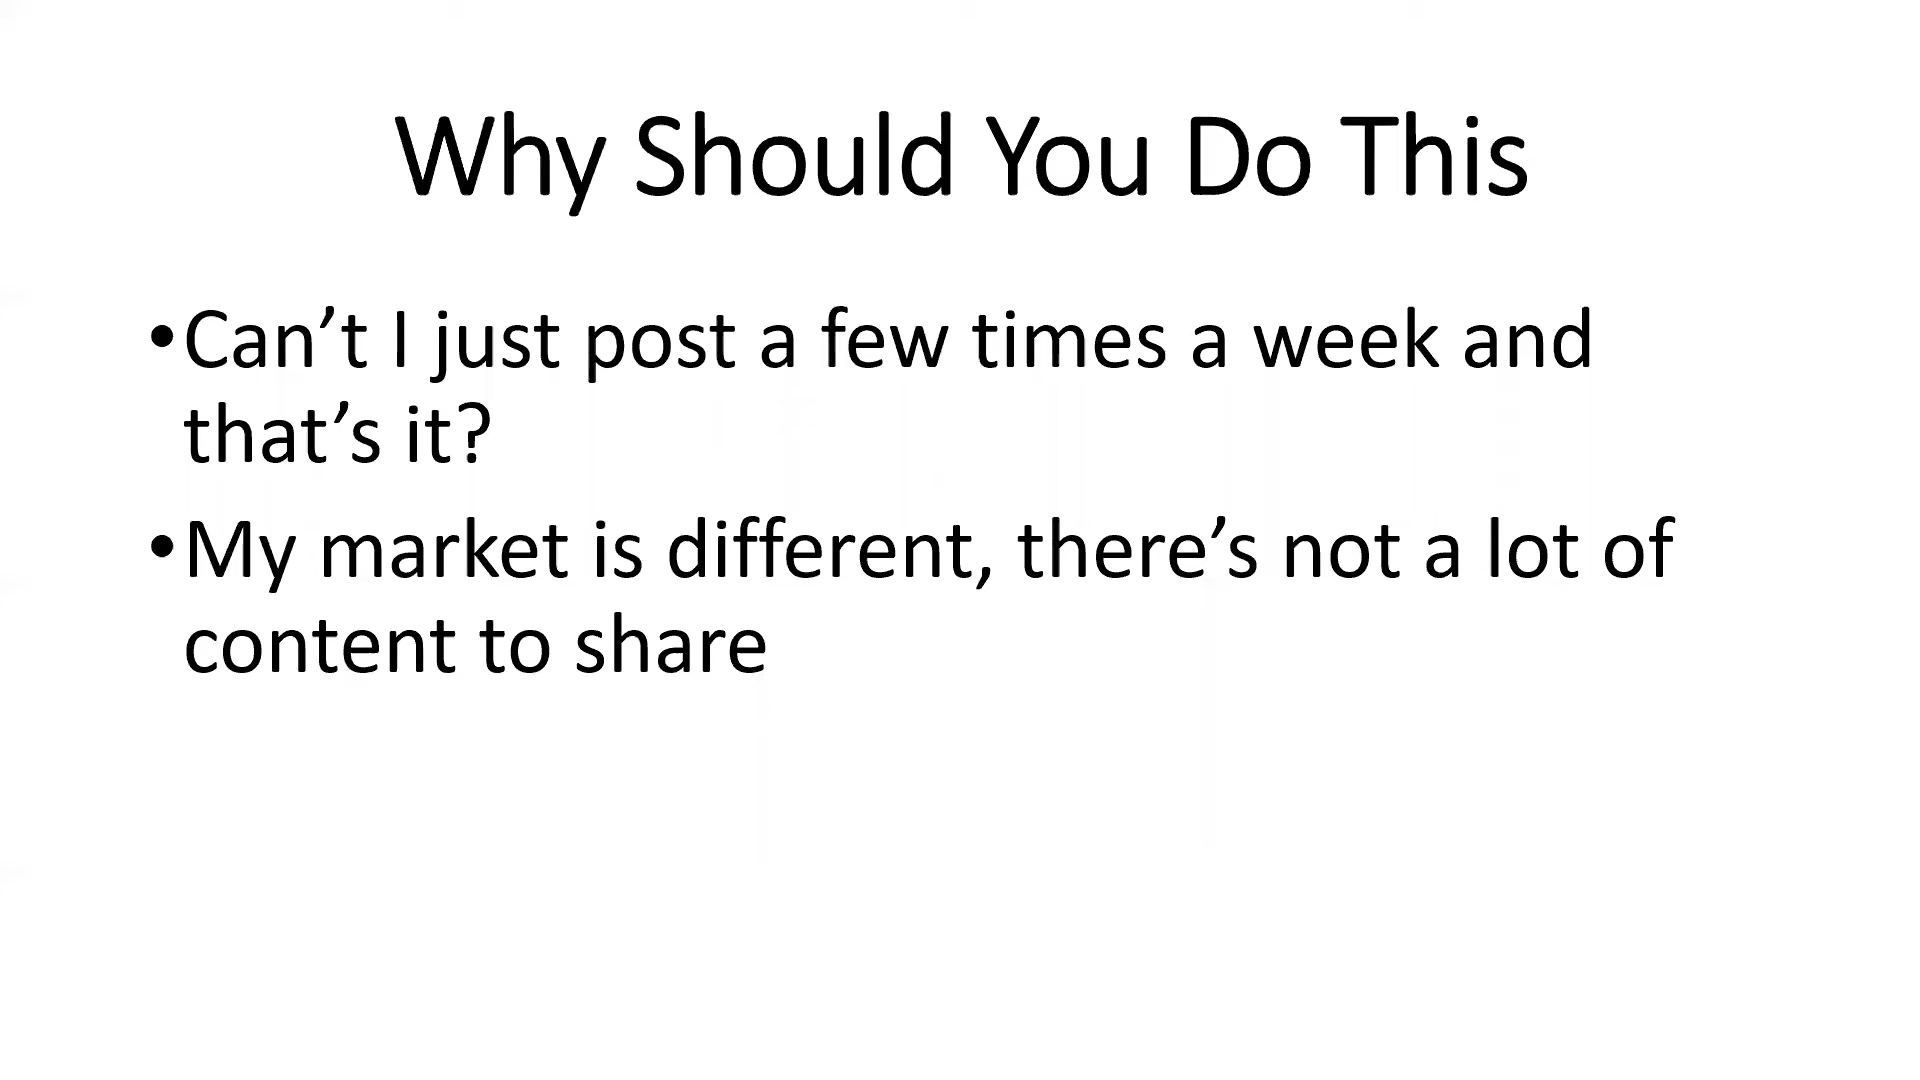 Why Should You Do This
•Can’t I just post a few times a week and
that’s it?
•My market is different, there’s not a lot of
content to share